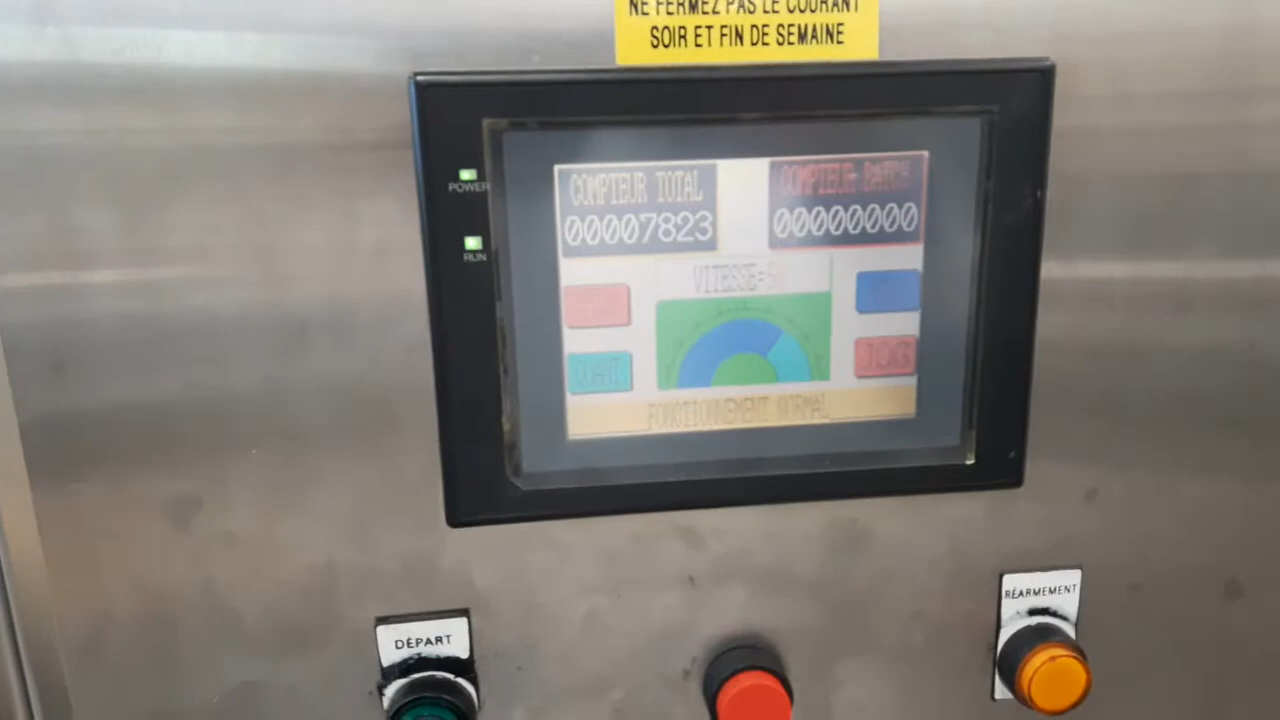 NE FERMEZ PAS LE COURANT
SOIR ET FIN DE SEMAINE
POWER
RUN
COMPTEUR TOTAL
00007823
COMPTEUR BATCH
00000000
VITESSE=
JOG
FONCTIONNEMENT NORMAL
DÉPART
RÉARMEMENT